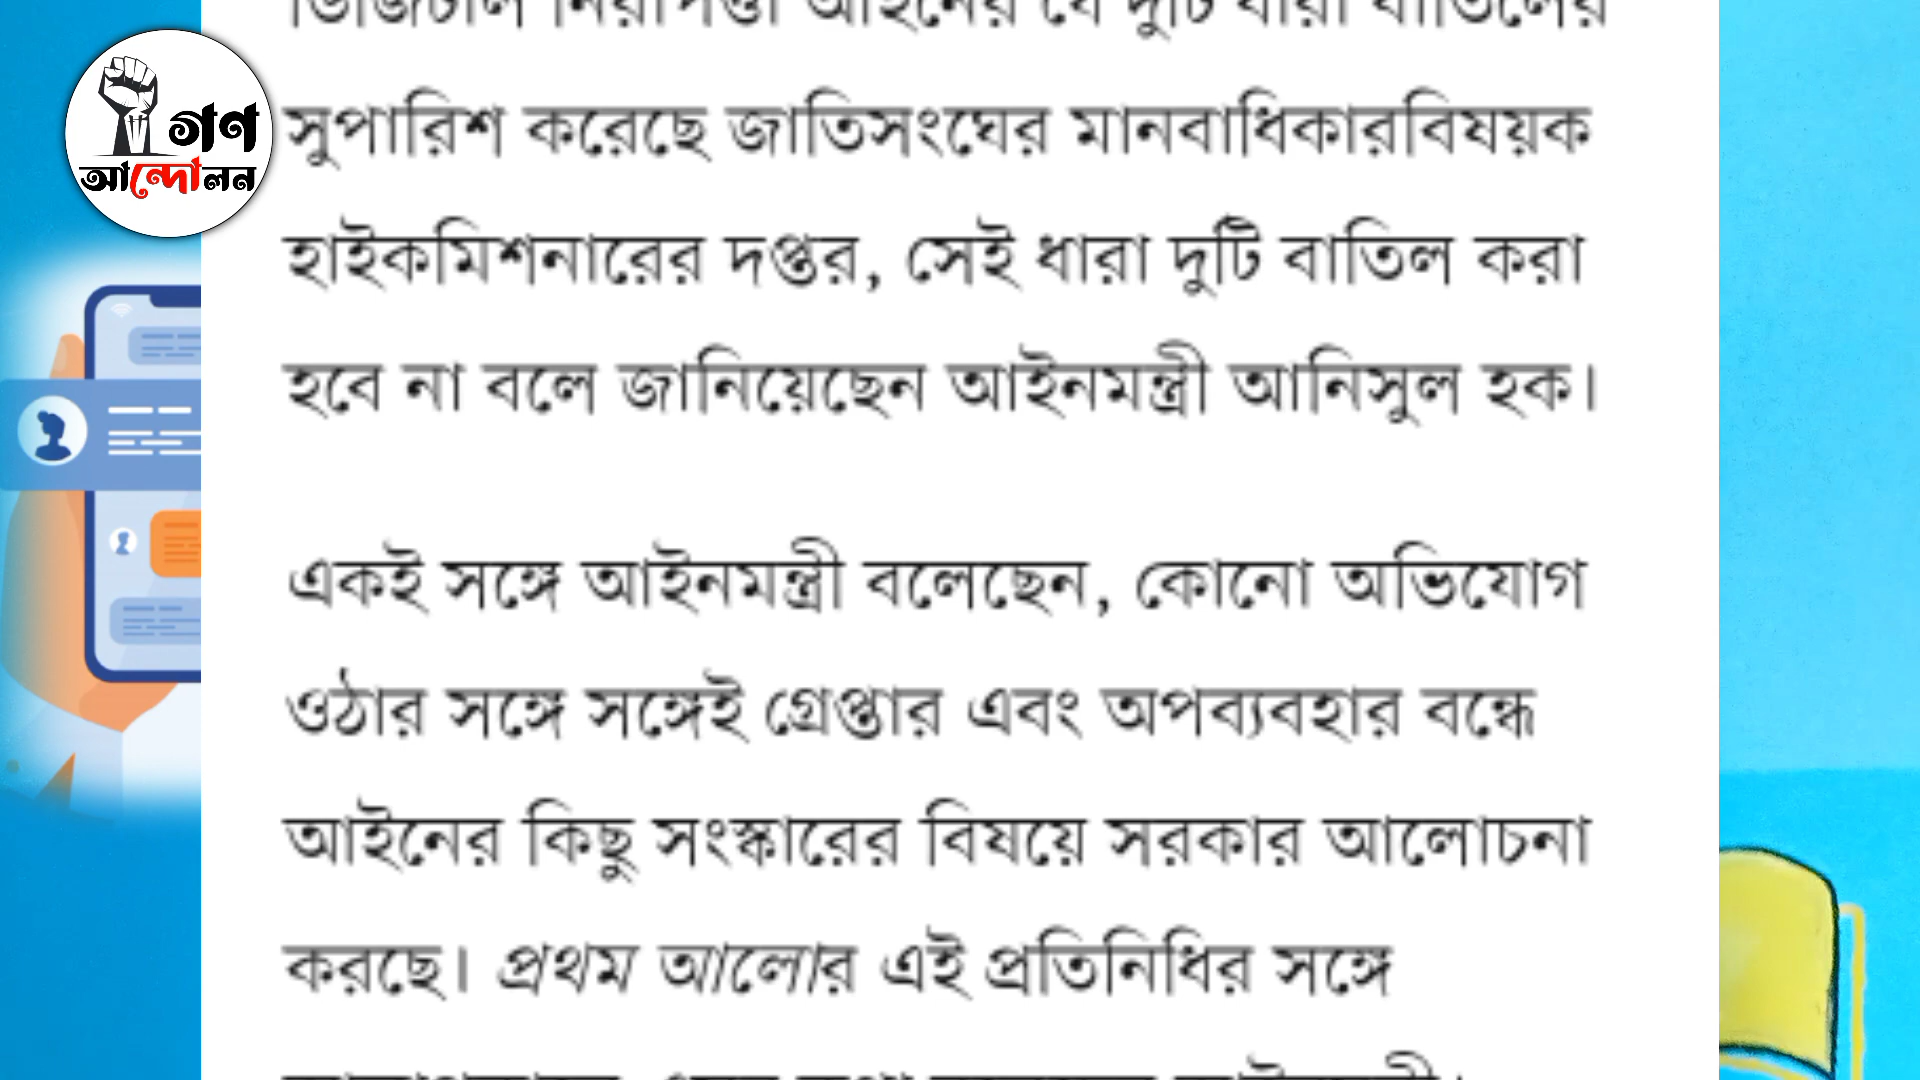 গণ
আন্দোলন
ডিজিটাল নিরাপত্তা আইনের যে দুটি ধারা বাতিলের
সুপারিশ করেছে জাতিসংঘের মানবাধিকারবিষয়ক
হাইকমিশনারের দপ্তর, সেই ধারা দুটি বাতিল করা
হবে না বলে জানিয়েছেন আইনমন্ত্রী আনিসুল হক।
একই সঙ্গে আইনমন্ত্রী বলেছেন, কোনো অভিযোগ
ওঠার সঙ্গে সঙ্গেই গ্রেপ্তার এবং অপব্যবহার বন্ধে
আইনের কিছু সংস্কারের বিষয়ে সরকার আলোচনা
করছে। প্রথম আলোর এই প্রতিনিধির সঙ্গে